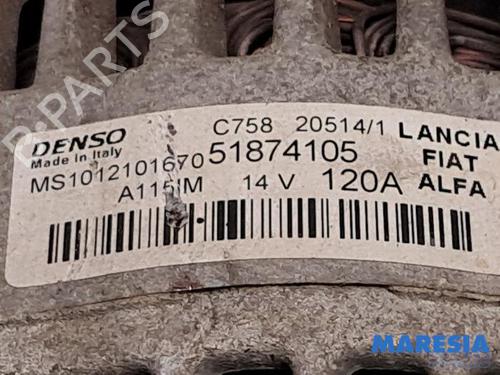 DENSO
Made in Italy
C758 20514/1
LANCIA
FIAT
ALFA
MS1012101670
51874105
A115IM 14 V 120A
B-PARTS
MARESIA